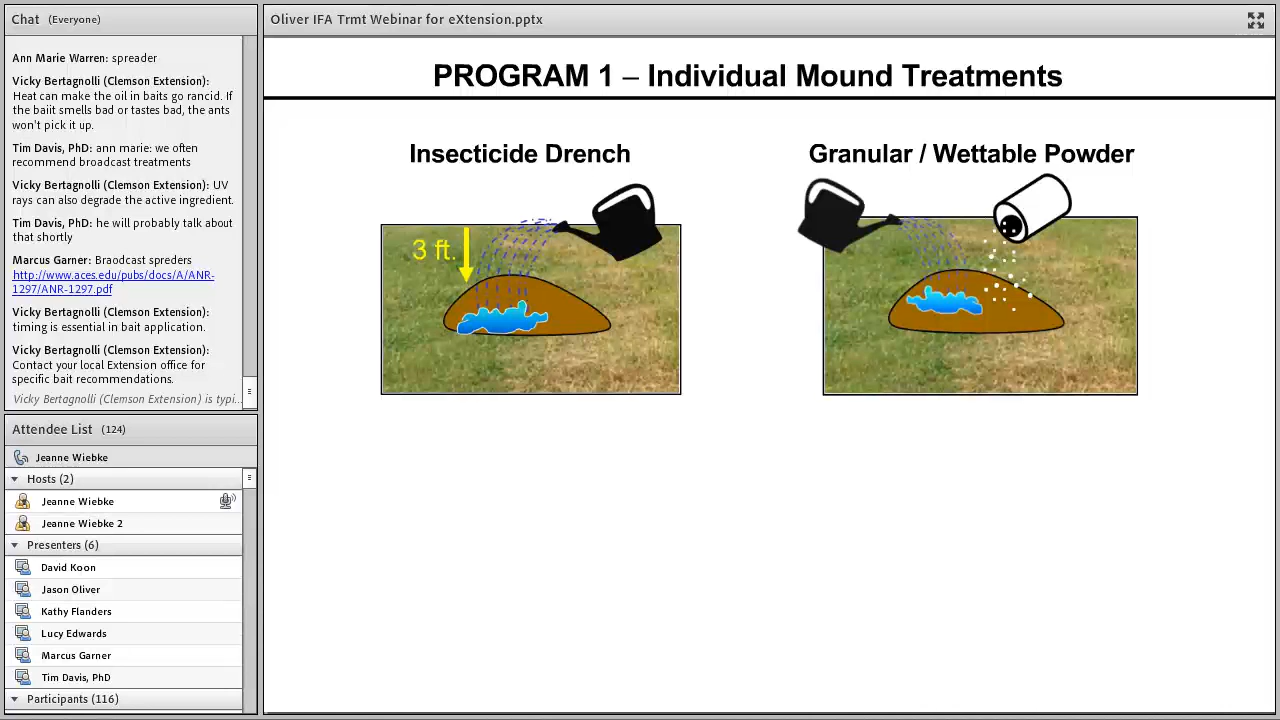 Chat (Everyone)
Ann Marie Warren: spreader
Vicky Bertagnolli (Clemson Extension):
Heat can make the oil in baits go rancid. If
the bait smells bad or tastes bad, the ants
won't pick it up.
Tim Davis, PhD: ann marie: we often
recommend broadcast treatments
Vicky Bertagnolli (Clemson Extension): UV
rays can also degrade the active ingredient.
Tim Davis, PhD: he will probably talk about
that shortly
Marcus Garner: Braodcast spreders
http://www.aces.edu/pubs/docs/A/ANR-
1297/ANR-1297.pdf
Vicky Bertagnolli (Clemson Extension):
timing is essential in bait application.
Vicky Bertagnolli (Clemson Extension):
Contact your local Extension office for
specific bait recommendations.
Vicky Bertagnolli (Clemson Extension) is typi...
Attendee List (124)
Jeanne Wiebke
Hosts (2)
Jeanne Wiebke
Jeanne Wiebke 2
Presenters (6)
David Koon
Jason Oliver
Kathy Flanders
Lucy Edwards
Marcus Garner
Tim Davis, PhD
Participants (116)
Oliver IFA Trmt Webinar for eXtension.pptx
PROGRAM 1 – Individual Mound Treatments
Insecticide Drench
Granular / Wettable Powder
3 ft.